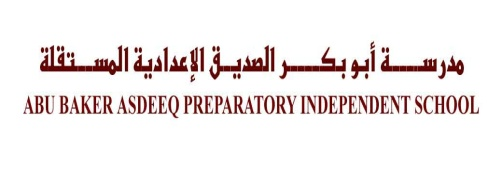 مدرسة أبو بكر الصديق الإعدادية المستقلة
ABU BAKER ASDEEQ PREPARATORY INDEPENDENT SCHOOL